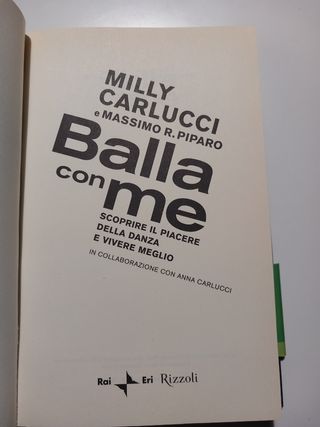 MILLY
CARLUCCI
e MASSIMO R. PIPARO
Balla
con me
SCOPRIRE IL PIACERE
DELLA DANZA
E VIVERE MEGLIO
IN COLLABORAZIONE CON ANNA CARLUCCI
Rai Eri Rizzoli